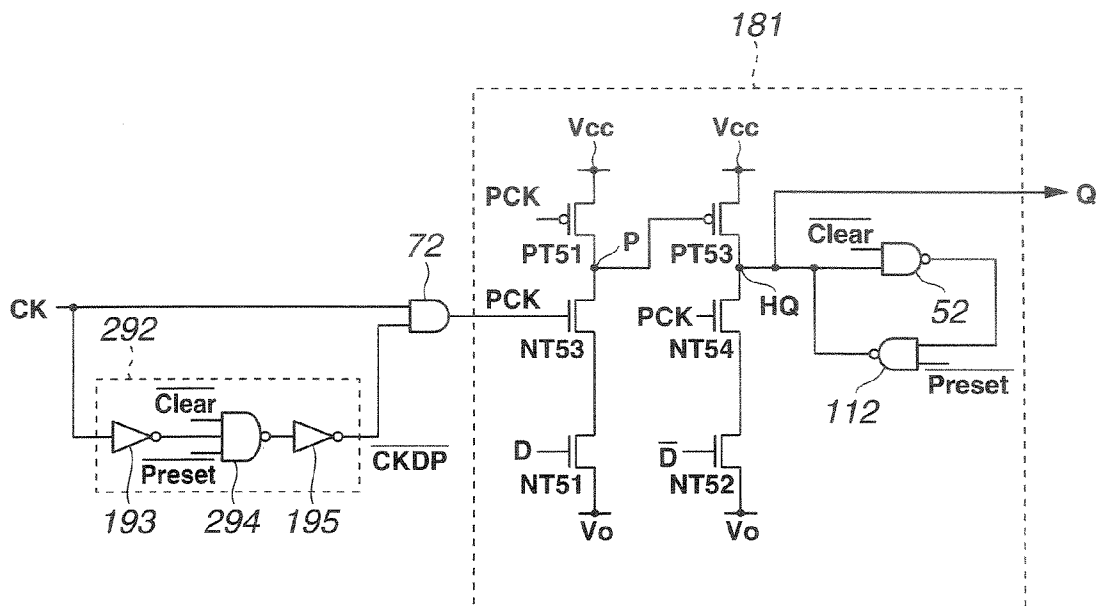 181
Vcc
Vcc
PCK
Q
Clear
PT51
P
PT53
72
CK
PCK
PCK
HQ
52
292
NT53
NT54
Clear
Preset
112
Preset
CKDP
D
D
NT51
NT52
193
294
195
Vo
Vo